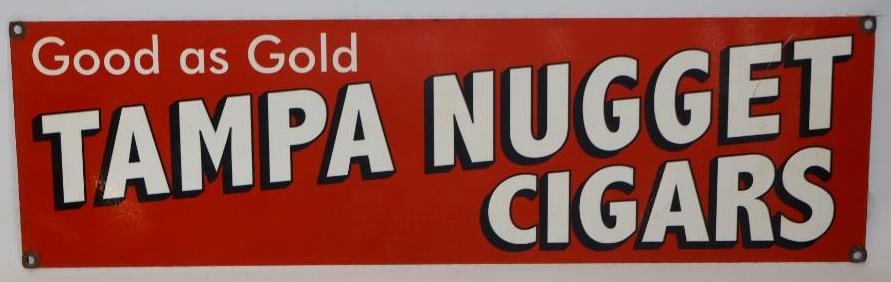 Good as Gold
TAMPA NUGGET
CIGARS